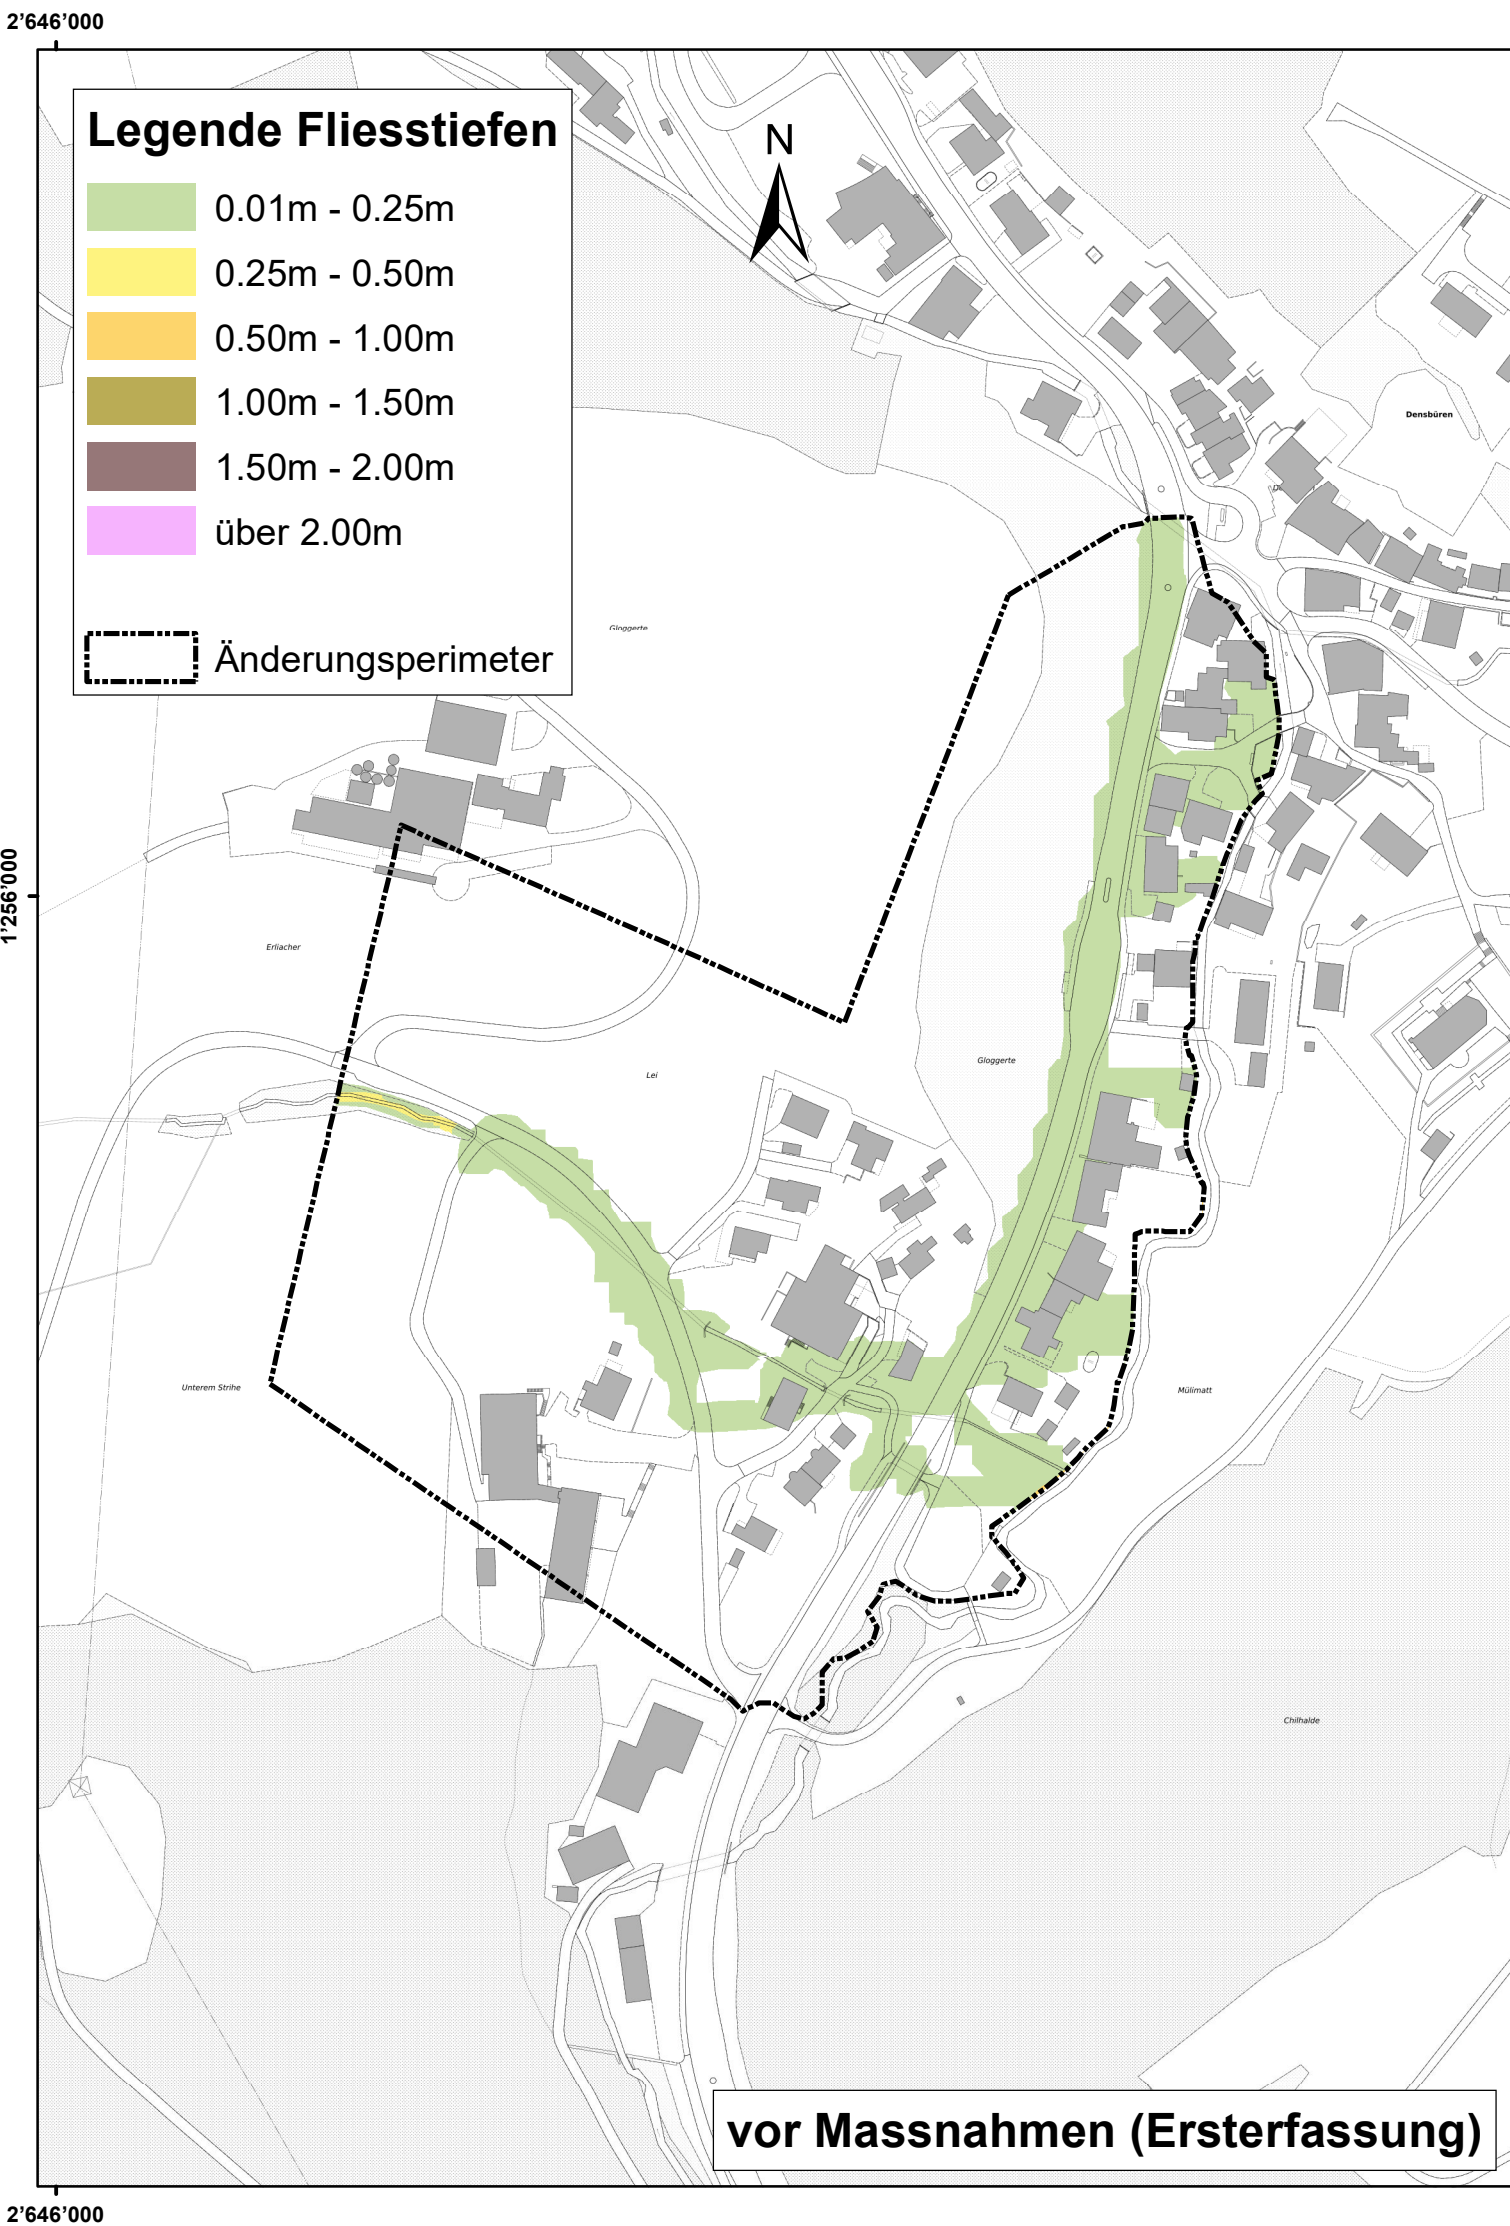 2'646'000
Legende Fliesstiefen
N
0.01m - 0.25m
0.25m - 0.50m
0.50m - 1.00m
1.00m - 1.50m
1.50m - 2.00m
über 2.00m
Änderungsperimeter
Densbüren
Gloggerte
1'256'000
Erliacher
Lei
Gloggerte
Unterem Strihe
Mülimatt
Chilhalde
vor Massnahmen (Ersterfassung)
2'646'000